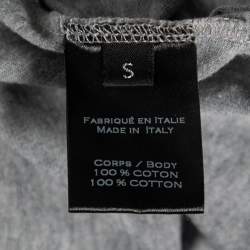 S
Fabriqué en Italie
Made in Italy
Corps / Body
100 % Coton
100 % Cotton